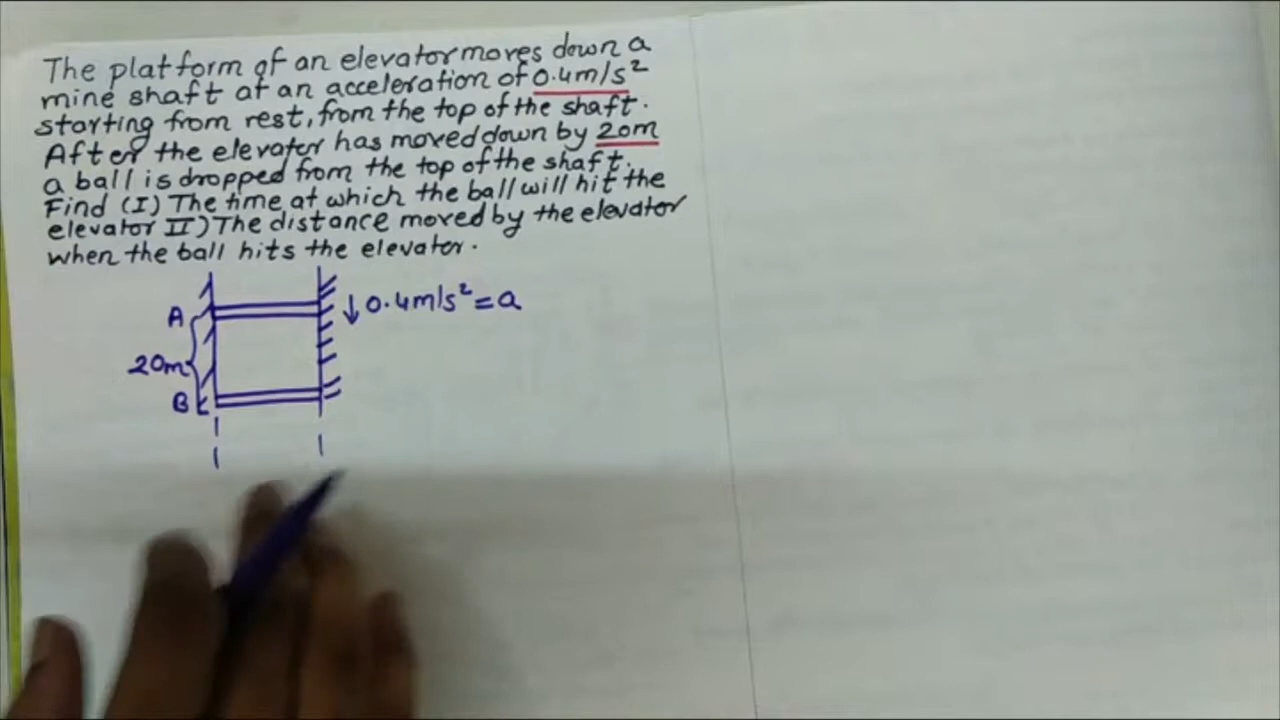 The platform of an elevator moves down a
mine shaft at an acceleration of 0.4m/s²
starting from rest, from the top of the shaft.
After the elevator has moved down by 20m
a ball is dropped from the top of the shaft.
Find (I) The time at which the ball will hit the
elevator II) The distance moved by the elevator
when the ball hits the elevator.
A ↓ 0.4m/s² = a
20m
B